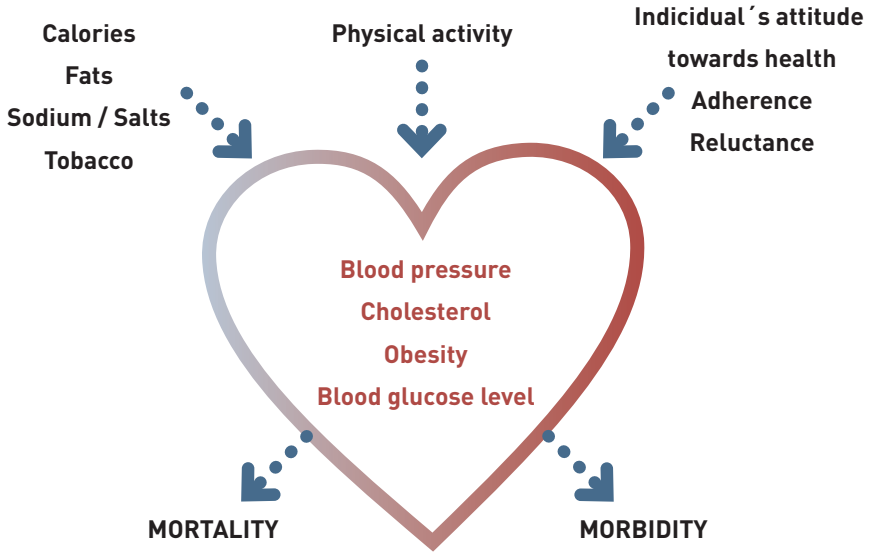 Calories
Fats
Sodium / Salts
Tobacco
Physical activity
Indicidual´s attitude
towards health
Adherence
Reluctance
Blood pressure
Cholesterol
Obesity
Blood glucose level
MORTALITY
MORBIDITY